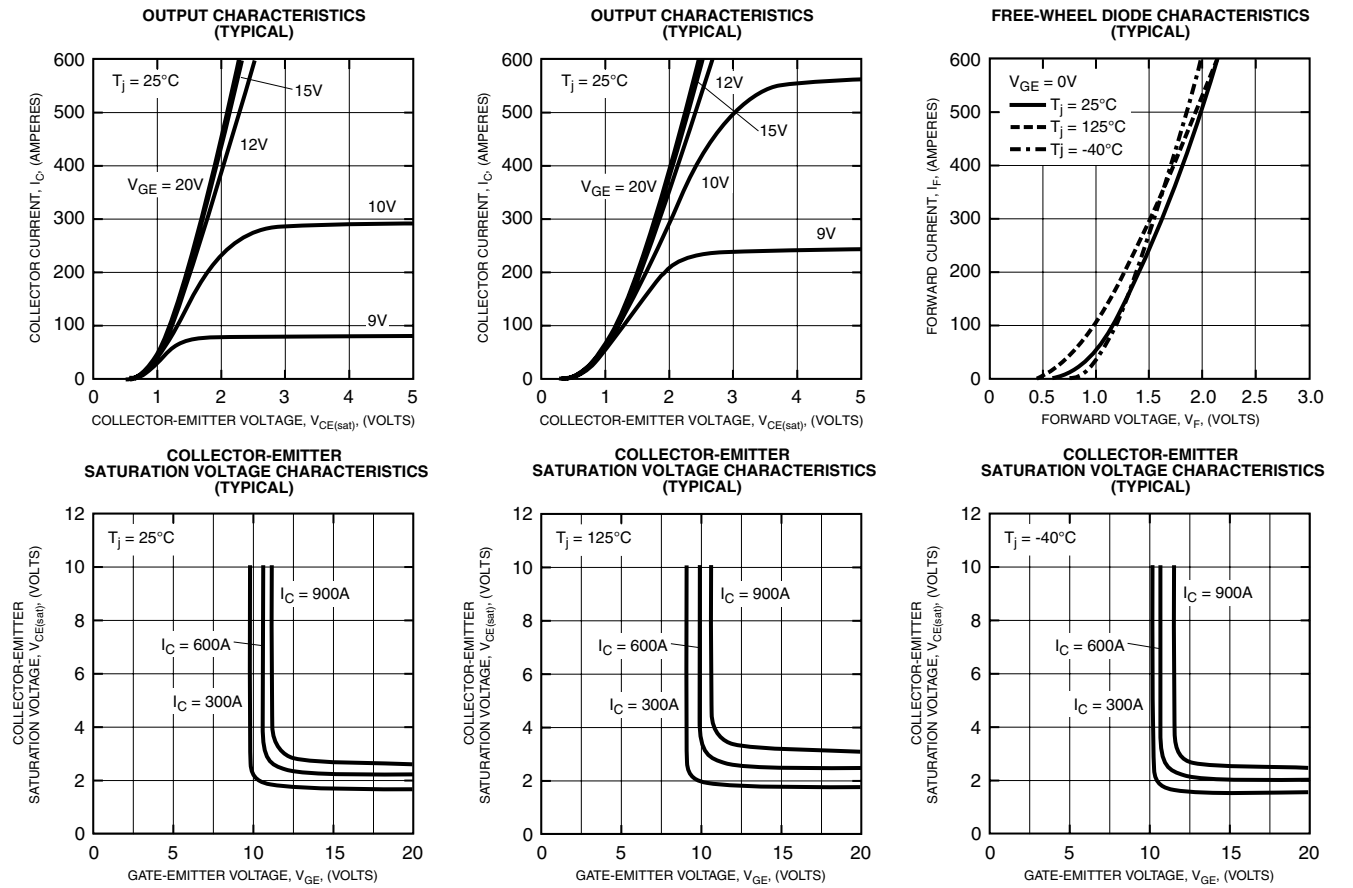 OUTPUT CHARACTERISTICS
(TYPICAL)
COLLECTOR CURRENT, IC, (AMPERES)
600
500
400
300
200
100
0
Tj = 25°C
15V
12V
VGE = 20V
10V
9V
0 1 2 3 4 5
COLLECTOR-EMITTER VOLTAGE, VCE(sat), (VOLTS)
OUTPUT CHARACTERISTICS
(TYPICAL)
COLLECTOR CURRENT, IC, (AMPERES)
600
500
400
300
200
100
0
Tj = 25°C
12V
15V
VGE = 20V
10V
9V
0 1 2 3 4 5
COLLECTOR-EMITTER VOLTAGE, VCE(sat), (VOLTS)
FREE-WHEEL DIODE CHARACTERISTICS
(TYPICAL)
FORWARD CURRENT, IF, (AMPERES)
600
500
400
300
200
100
0
VGE = 0V
Tj = 25°C
Tj = 125°C
Tj = -40°C
0 0.5 1.0 1.5 2.0 2.5 3.0
FORWARD VOLTAGE, VF, (VOLTS)
COLLECTOR-EMITTER
SATURATION VOLTAGE CHARACTERISTICS
(TYPICAL)
COLLECTOR-EMITTER
SATURATION VOLTAGE, VCE(sat), (VOLTS)
12
10
8
6
4
2
0
Tj = 25°C
IC = 900A
IC = 600A
IC = 300A
0 5 10 15 20
GATE-EMITTER VOLTAGE, VGE, (VOLTS)
COLLECTOR-EMITTER
SATURATION VOLTAGE CHARACTERISTICS
(TYPICAL)
COLLECTOR-EMITTER
SATURATION VOLTAGE, VCE(sat), (VOLTS)
12
10
8
6
4
2
0
Tj = 125°C
IC = 900A
IC = 600A
IC = 300A
0 5 10 15 20
GATE-EMITTER VOLTAGE, VGE, (VOLTS)
COLLECTOR-EMITTER
SATURATION VOLTAGE CHARACTERISTICS
(TYPICAL)
COLLECTOR-EMITTER
SATURATION VOLTAGE, VCE(sat), (VOLTS)
12
10
8
6
4
2
0
Tj = -40°C
IC = 900A
IC = 600A
IC = 300A
0 5 10 15 20
GATE-EMITTER VOLTAGE, VGE, (VOLTS)